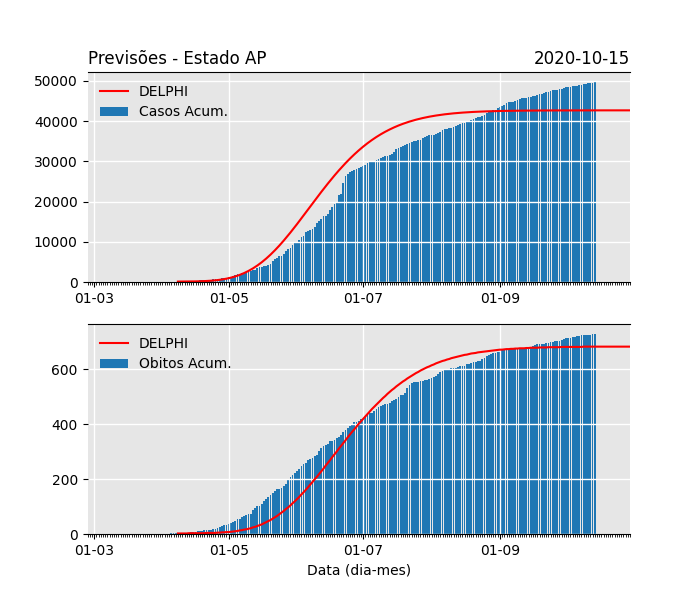 Previsões - Estado AP 2020-10-15
50000
40000
30000
20000
10000
0
DELPHI
Casos Acum.
01-03 01-05 01-07 01-09
600
400
200
0
DELPHI
Obitos Acum.
01-03 01-05 01-07 01-09
Data (dia-mes)